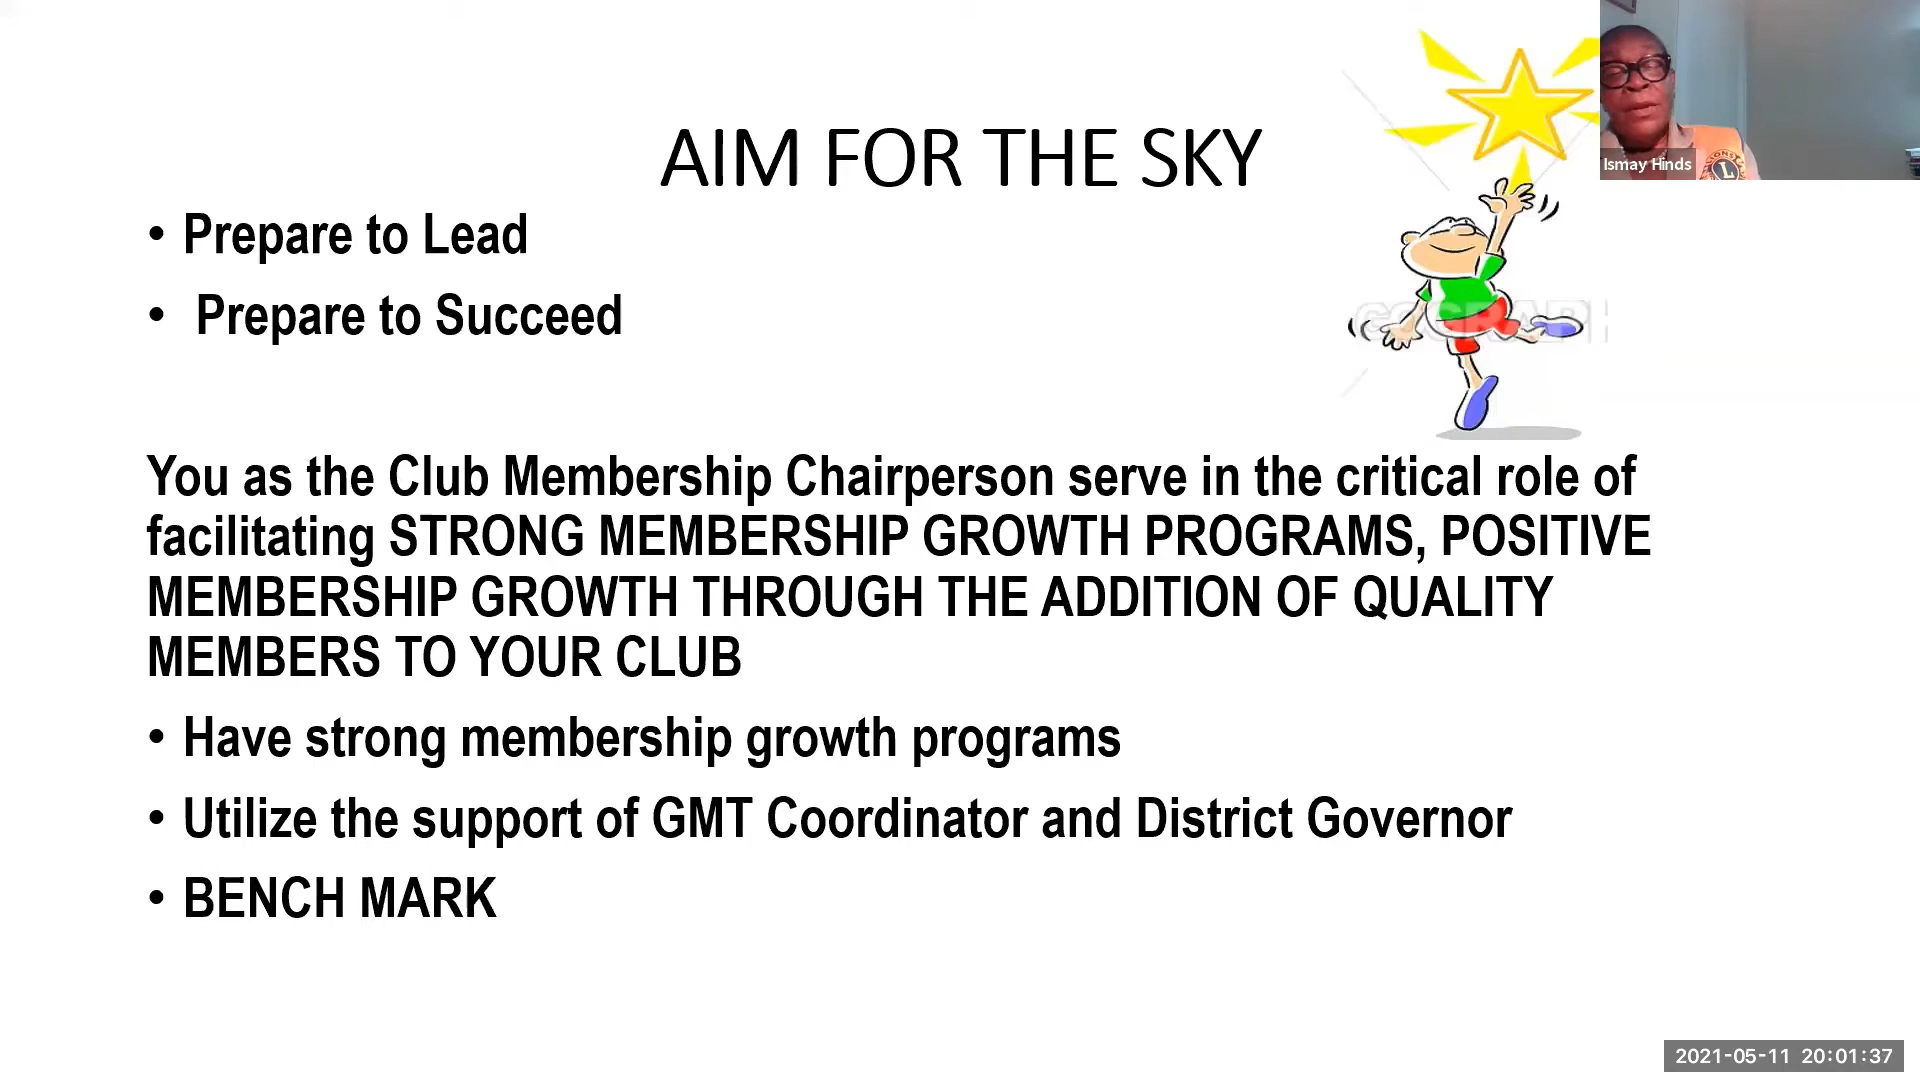 AIM FOR THE SKY
Ismay Hinds
LIONS
L
• Prepare to Lead
• Prepare to Succeed
You as the Club Membership Chairperson serve in the critical role of
facilitating STRONG MEMBERSHIP GROWTH PROGRAMS, POSITIVE
MEMBERSHIP GROWTH THROUGH THE ADDITION OF QUALITY
MEMBERS TO YOUR CLUB
• Have strong membership growth programs
• Utilize the support of GMT Coordinator and District Governor
• BENCH MARK
2021-05-11 20:01:37